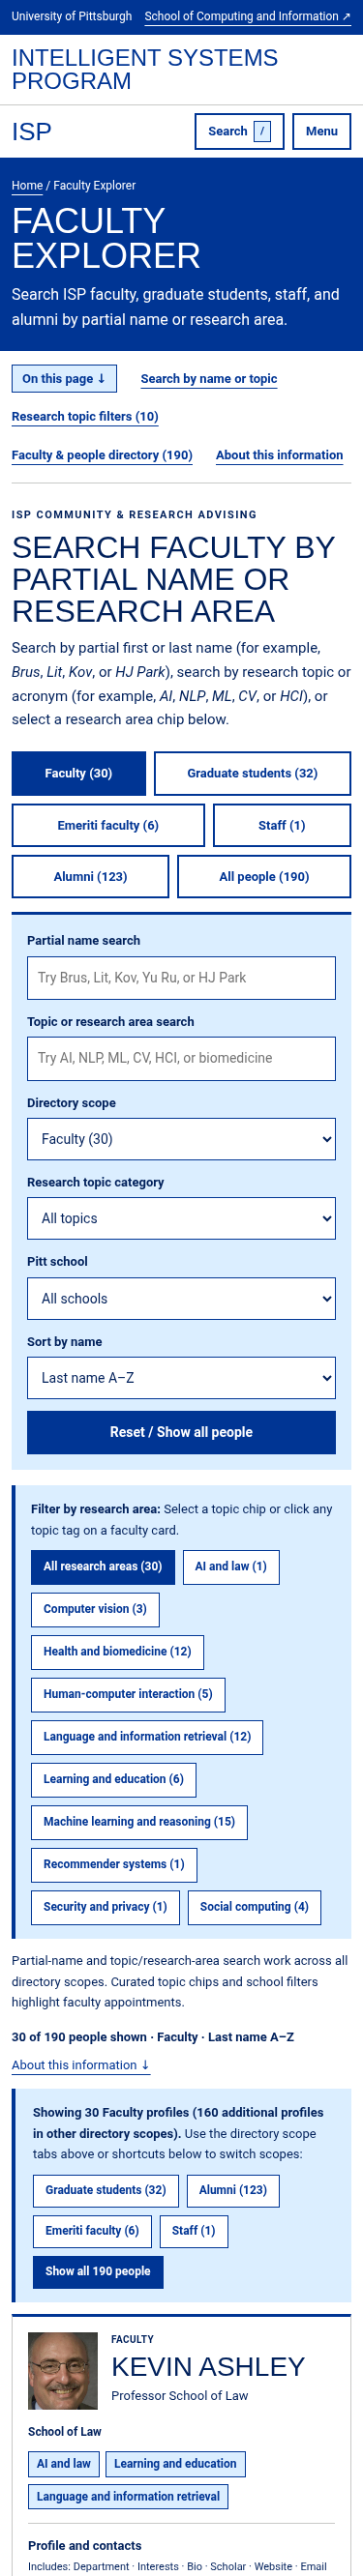 University of Pittsburgh School of Computing and Information ↗
INTELLIGENT SYSTEMS
PROGRAM
ISP Search / Menu
Home / Faculty Explorer
FACULTY
EXPLORER
Search ISP faculty, graduate students, staff, and
alumni by partial name or research area.
On this page ↓ Search by name or topic
Research topic filters (10)
Faculty & people directory (190) About this information
ISP COMMUNITY & RESEARCH ADVISING
SEARCH FACULTY BY
PARTIAL NAME OR
RESEARCH AREA
Search by partial first or last name (for example,
Brus, Lit, Kov, or HJ Park), search by research topic or
acronym (for example, AI, NLP, ML, CV, or HCI), or
select a research area chip below.
Faculty (30) Graduate students (32)
Emeriti faculty (6) Staff (1)
Alumni (123) All people (190)
Partial name search
Try Brus, Lit, Kov, Yu Ru, or HJ Park
Topic or research area search
Try AI, NLP, ML, CV, HCI, or biomedicine
Directory scope
Faculty (30)
Research topic category
All topics
Pitt school
All schools
Sort by name
Last name A–Z
Reset / Show all people
Filter by research area: Select a topic chip or click any
topic tag on a faculty card.
All research areas (30) AI and law (1)
Computer vision (3)
Health and biomedicine (12)
Human-computer interaction (5)
Language and information retrieval (12)
Learning and education (6)
Machine learning and reasoning (15)
Recommender systems (1)
Security and privacy (1) Social computing (4)
Partial-name and topic/research-area search work across all
directory scopes. Curated topic chips and school filters
highlight faculty appointments.
30 of 190 people shown · Faculty · Last name A–Z
About this information ↓
Showing 30 Faculty profiles (160 additional profiles
in other directory scopes). Use the directory scope
tabs above or shortcuts below to switch scopes:
Graduate students (32) Alumni (123)
Emeriti faculty (6) Staff (1)
Show all 190 people
FACULTY
KEVIN ASHLEY
Professor School of Law
School of Law
AI and law Learning and education
Language and information retrieval
Profile and contacts
Includes: Department · Interests · Bio · Scholar · Website · Email